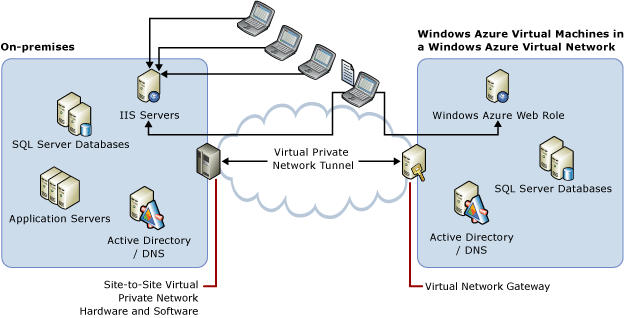 On-premises
Windows Azure Virtual Machines in
a Windows Azure Virtual Network
IIS Servers
Windows Azure Web Role
SQL Server Databases
Virtual Private
Network Tunnel
SQL Server Databases
Application Servers
Active Directory
/ DNS
Active Directory
/ DNS
Site-to-Site Virtual
Private Network
Hardware and Software
Virtual Network Gateway